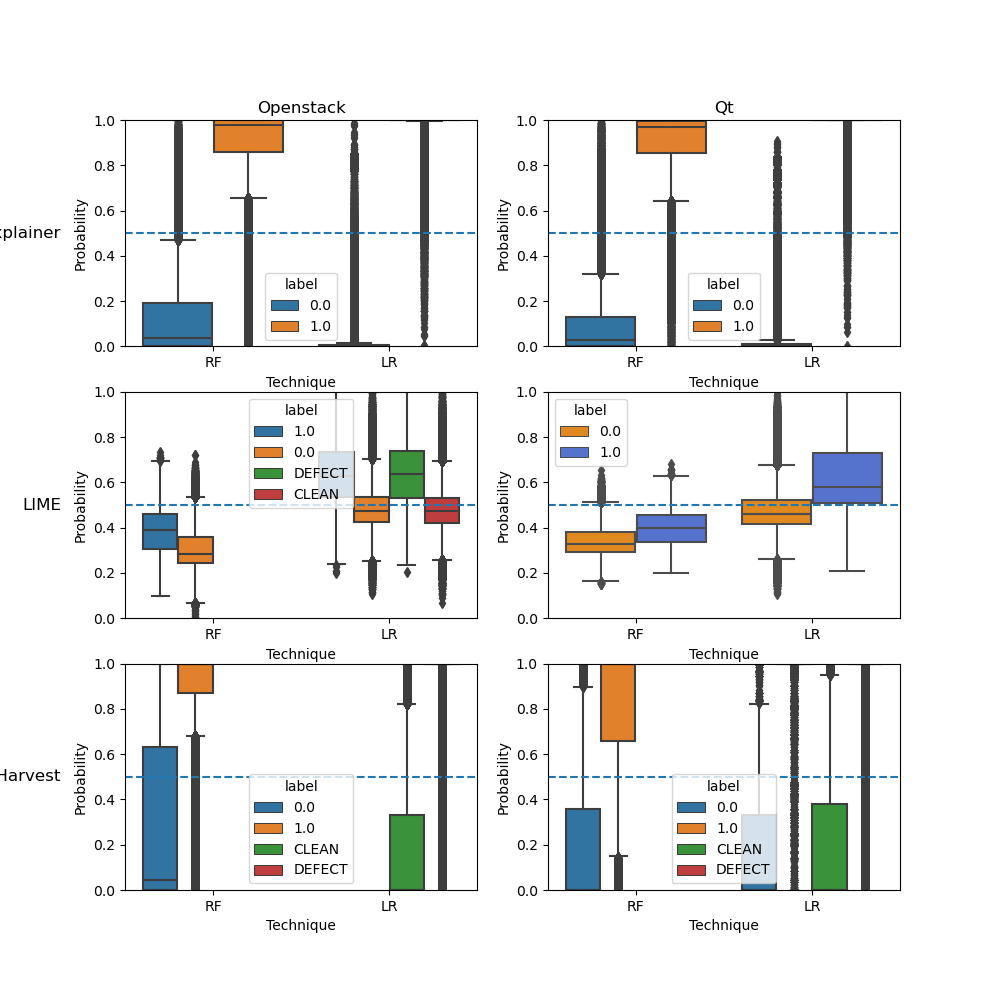 Openstack
Qt
1.0
0.8
0.6
0.4
0.2
0.0
Probability
xplainer
label
0.0
1.0
RF
LR
Technique
1.0
0.8
0.6
0.4
0.2
0.0
Probability
label
0.0
1.0
RF
LR
Technique
LIME
1.0
0.8
0.6
0.4
0.2
0.0
Probability
label
1.0
0.0
DEFECT
CLEAN
RF
LR
Technique
1.0
0.8
0.6
0.4
0.2
0.0
Probability
label
0.0
1.0
RF
LR
Technique
Harvest
1.0
0.8
0.6
0.4
0.2
0.0
Probability
label
0.0
1.0
CLEAN
DEFECT
RF
LR
Technique
1.0
0.8
0.6
0.4
0.2
0.0
Probability
label
0.0
1.0
CLEAN
DEFECT
RF
LR
Technique